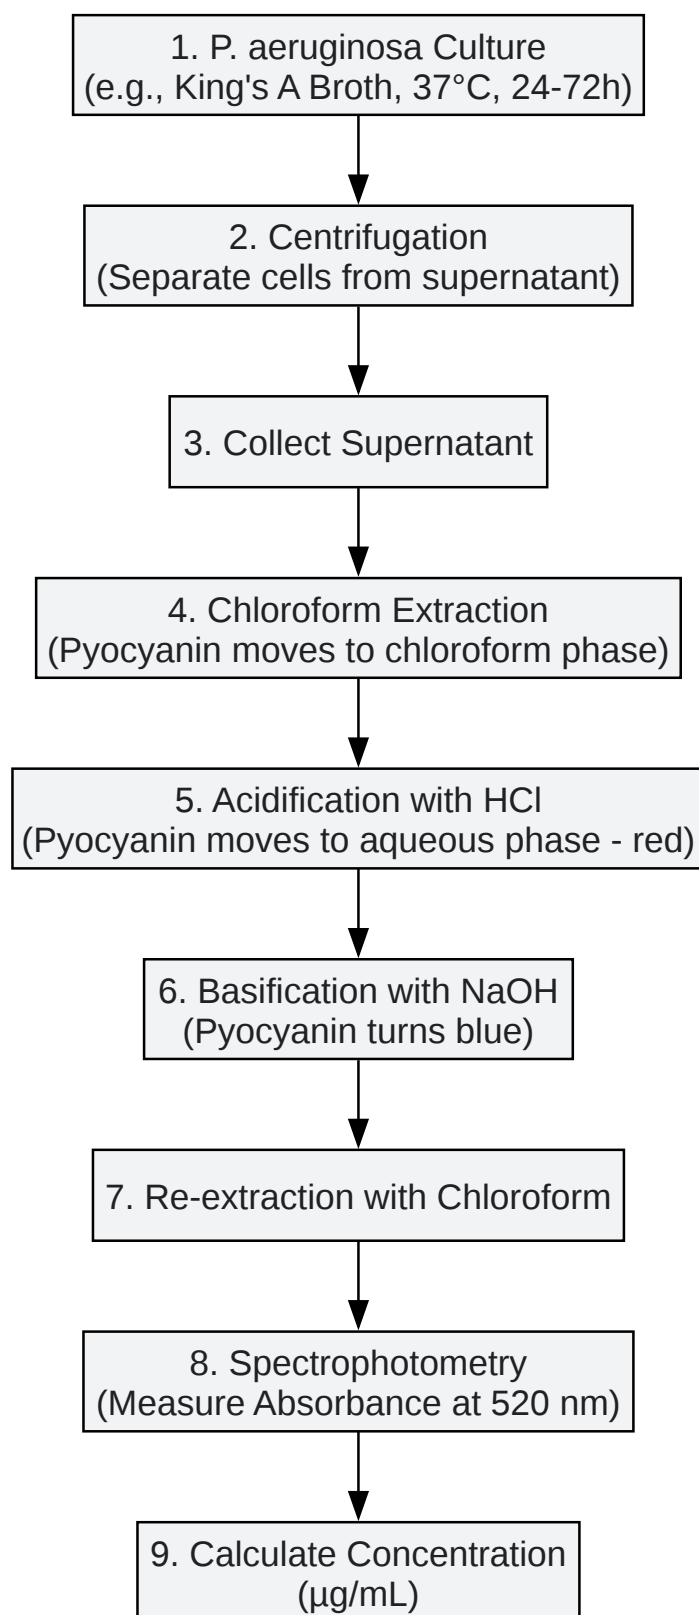 1. P. aeruginosa Culture
(e.g., King's A Broth, 37°C, 24-72h)
2. Centrifugation
(Separate cells from supernatant)
3. Collect Supernatant
4. Chloroform Extraction
(Pyocyanin moves to chloroform phase)
5. Acidification with HCl
(Pyocyanin moves to aqueous phase - red)
6. Basification with NaOH
(Pyocyanin turns blue)
7. Re-extraction with Chloroform
8. Spectrophotometry
(Measure Absorbance at 520 nm)
9. Calculate Concentration
(µg/mL)